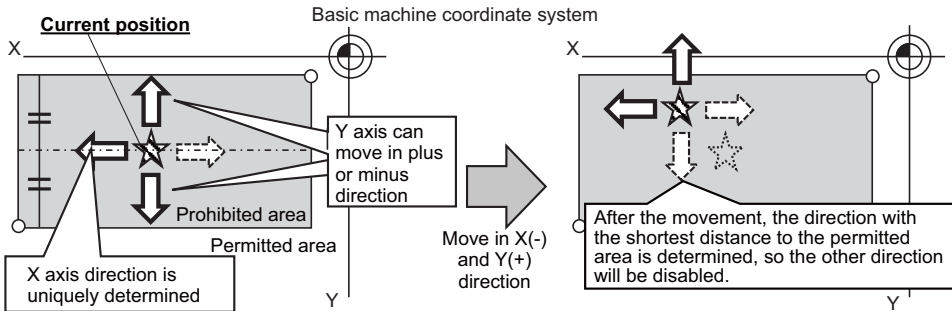 Basic machine coordinate system
Current position
X
Y axis can
move in plus
or minus
direction
Prohibited area
Permitted area
X axis direction is
uniquely determined
Y
Move in X(-)
and Y(+)
direction
X
After the movement, the direction with
the shortest distance to the permitted
area is determined, so the other direction
will be disabled.
Y